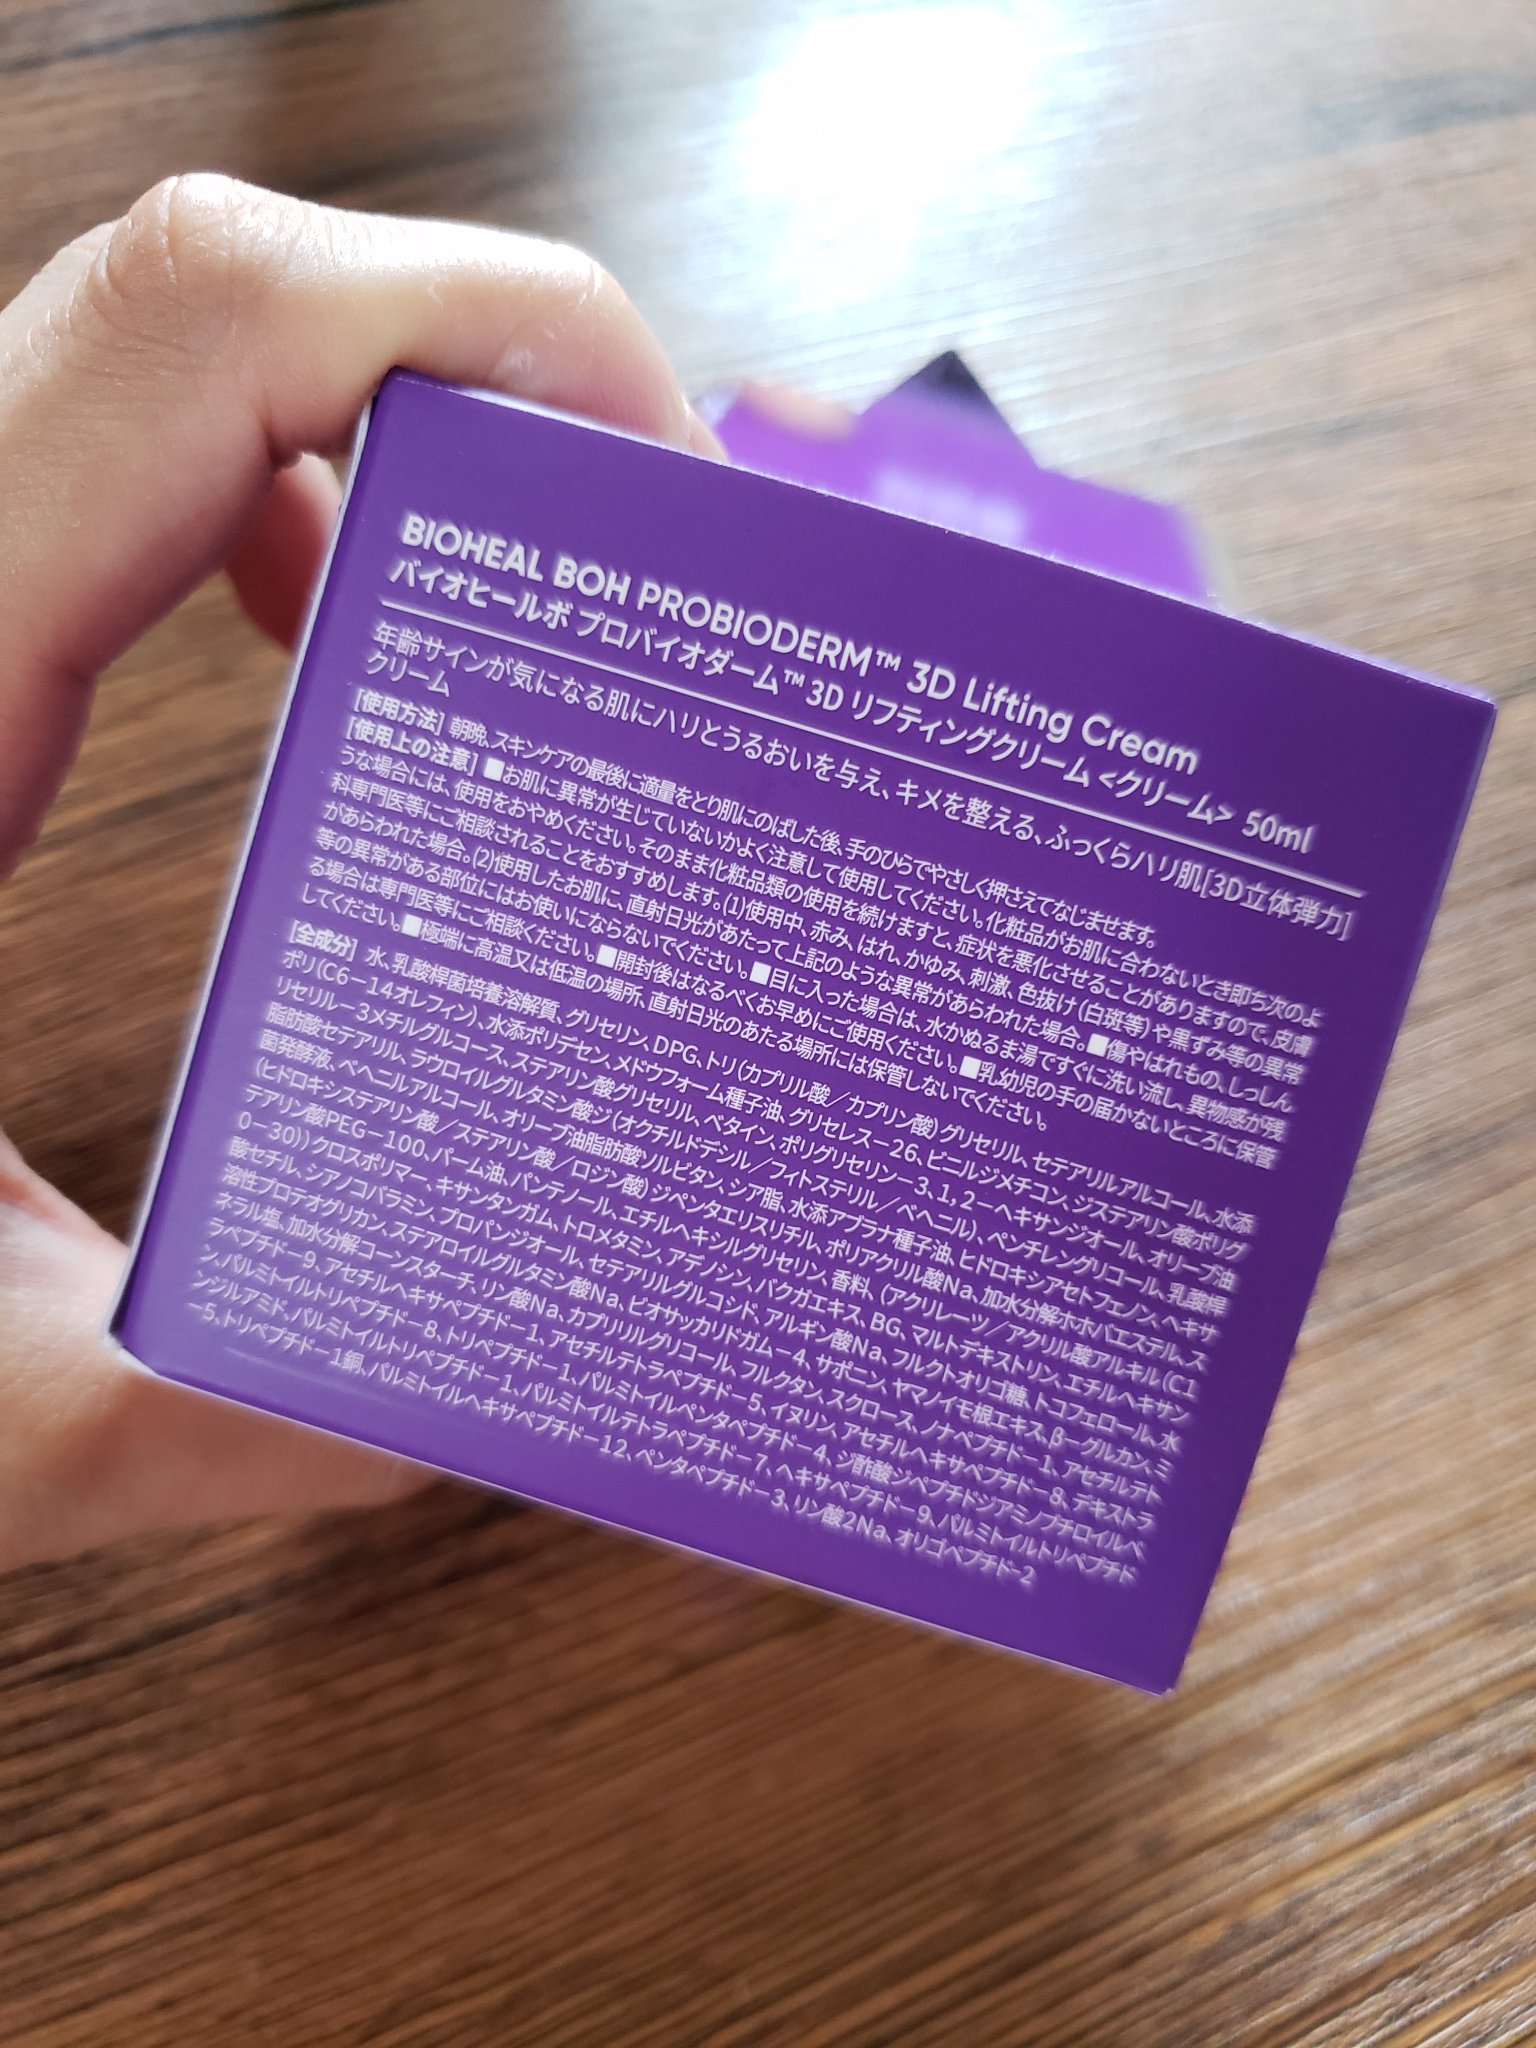 BIOHEAL BOH PROBIODERM™ 3D Lifting Cream
バイオヒールボ プロバイオダーム™ 3D リフティングクリーム <クリーム> 50ml
年齢サインが気になる肌にハリとうるおいを与え、キメを整える、ふっくらハリ肌[3D立体弾力]
クリーム
[使用方法] 朝晩、スキンケアの最後に適量をとり肌にのばした後、手のひらでやさしく押さえてなじませます。
[使用上の注意] ■お肌に異常が生じていないかよく注意して使用してください。化粧品がお肌に合わないとき即ち次のよ
うな場合には、使用をおやめください。そのまま化粧品類の使用を続けますと、症状を悪化させることがありますので、皮膚
科専門医等にご相談されることをおすすめします。(1)使用中、赤み、はれ、かゆみ、刺激、色抜け(白斑等)や黒ずみ等の異常
があらわれた場合。(2)使用したお肌に、直射日光があたって上記のような異常があらわれた場合。■傷やはれもの、しっしん
等の異常がある部位にはお使いにならないでください。■目に入った場合は、水かぬるま湯ですぐに洗い流し、異物感が残
る場合は専門医等にご相談ください。■開封後はなるべくお早めにご使用ください。■乳幼児の手の届かないところに保管
してください。■極端に高温又は低温の場所、直射日光のあたる場所には保管しないでください。
[全成分] 水、乳酸桿菌培養溶解質、グリセリン、DPG、トリ(カプリル酸／カプリン酸)グリセリル、セテアリルアルコール、水添
ポリ(C6－14オレフィン)、水添ポリデセン、メドウフォーム種子油、グリセレス－26、ビニルジメチコン、ジステアリン酸ポリグ
リセリル－3メチルグルコース、ステアリン酸グリセリル、ベタイン、ポリグリセリン－3、1，2－ヘキサンジオール、オリーブ油
脂肪酸セテアリル、ラウロイルグルタミン酸ジ(オクチルドデシル／フィトステリル／ベヘニル)、ペンチレングリコール、乳酸桿
菌発酵液、ベヘニルアルコール、オリーブ油脂肪酸ソルビタン、シア脂、水添アブラナ種子油、ヒドロキシアセトフェノン、ヘキサ
(ヒドロキシステアリン酸／ステアリン酸／ロジン酸)ジペンタエリスリチル、ポリアクリル酸Na、加水分解ホホバエステル、ス
テアリン酸PEG－100、パーム油、パンテノール、エチルヘキシルグリセリン、香料、(アクリレーツ／アクリル酸アルキル(C1
0－30))クロスポリマー、キサンタンガム、トロメタミン、アデノシン、バクガエキス、BG、マルトデキストリン、エチルヘキサン
酸セチル、シアノコバラミン、プロパンジオール、セテアリルグルコシド、アルギン酸Na、フルクトオリゴ糖、トコフェロール、水
溶性プロテオグリカン、ステアロイルグルタミン酸Na、ビオサッカリドガム－4、サポニン、ヤマノイモ根エキス、β－グルカン、ミ
ネラル塩、加水分解コーンスターチ、リン酸Na、カプリリルグリコール、フルクタン、スクロース、ノナペプチド－1、アセチルテト
ラペプチド－9、アセチルヘキサペプチド－1、アセチルテトラペプチド－5、イヌリン、アセチルヘキサペプチド－8、デキストラ
ン、パルミトイルトリペプチド－8、トリペプチド－1、パルミトイルペンタペプチド－4、ジ酢酸ジペプチドジアミノブチロイルベ
ンジルアミド、パルミトイルトリペプチド－1、パルミトイルテトラペプチド－7、ヘキサペプチド－9、パルミトイルトリペプチド
－5、トリペプチド－1銅、パルミトイルヘキサペプチド－12、ペンタペプチド－3、リン酸2Na、オリゴペプチド－2